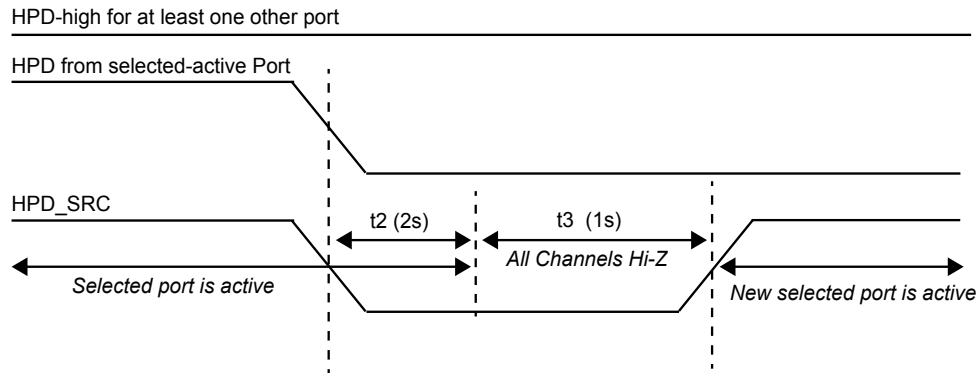 HPD-high for at least one other port
HPD from selected-active Port
HPD_SRC
t2 (2s)
t3 (1s)
All Channels Hi-Z
Selected port is active
New selected port is active